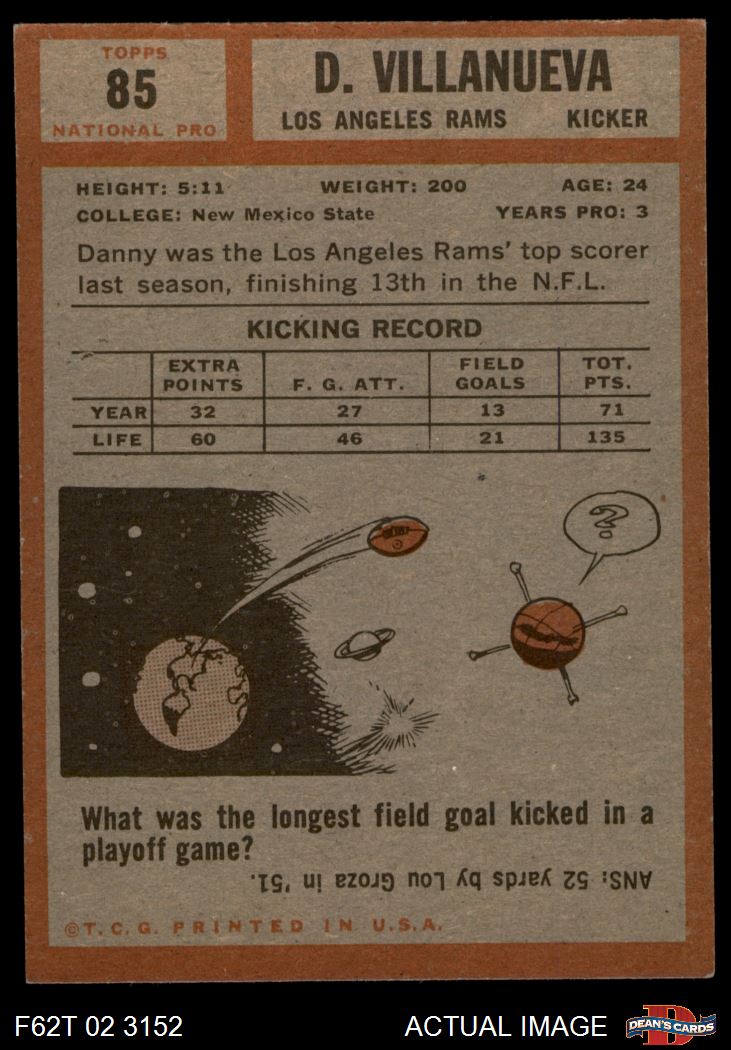 TOPPS
85
NATIONAL PRO
D. VILLANUEVA
LOS ANGELES RAMS KICKER
HEIGHT: 5:11 WEIGHT: 200 AGE: 24
COLLEGE: New Mexico State YEARS PRO: 3
Danny was the Los Angeles Rams' top scorer
last season, finishing 13th in the N.F.L.
KICKING RECORD
EXTRA POINTS F. G. ATT. FIELD GOALS TOT. PTS.
YEAR 32 27 13 71
LIFE 60 46 21 135
?
What was the longest field goal kicked in a
playoff game?
ANS: 52 yards by Lou Groza in '51.
©T.C.G. PRINTED IN U.S.A.
F62T 02 3152 ACTUAL IMAGE DEAN'S CARDS